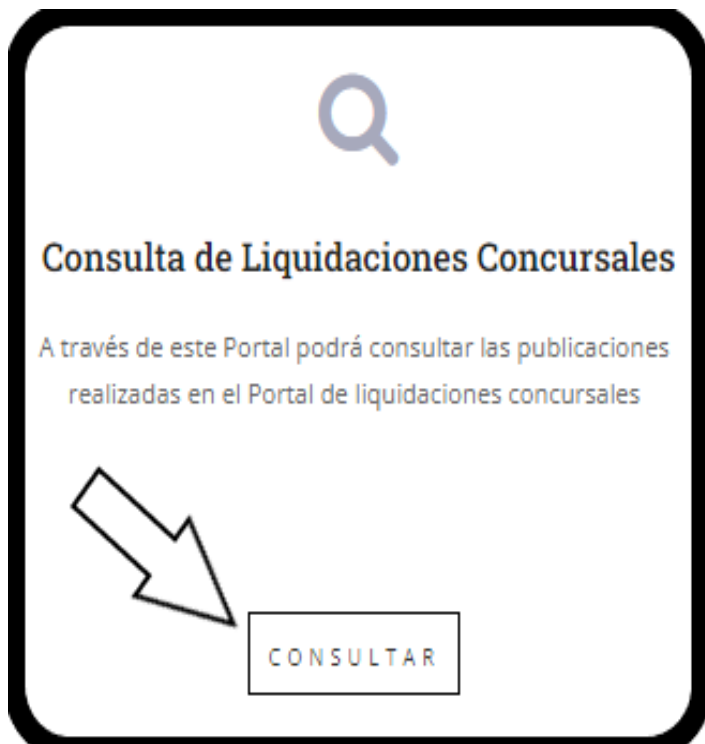 Consulta de Liquidaciones Concursales
A través de este Portal podrá consultar las publicaciones
realizadas en el Portal de liquidaciones concursales
CONSULTAR